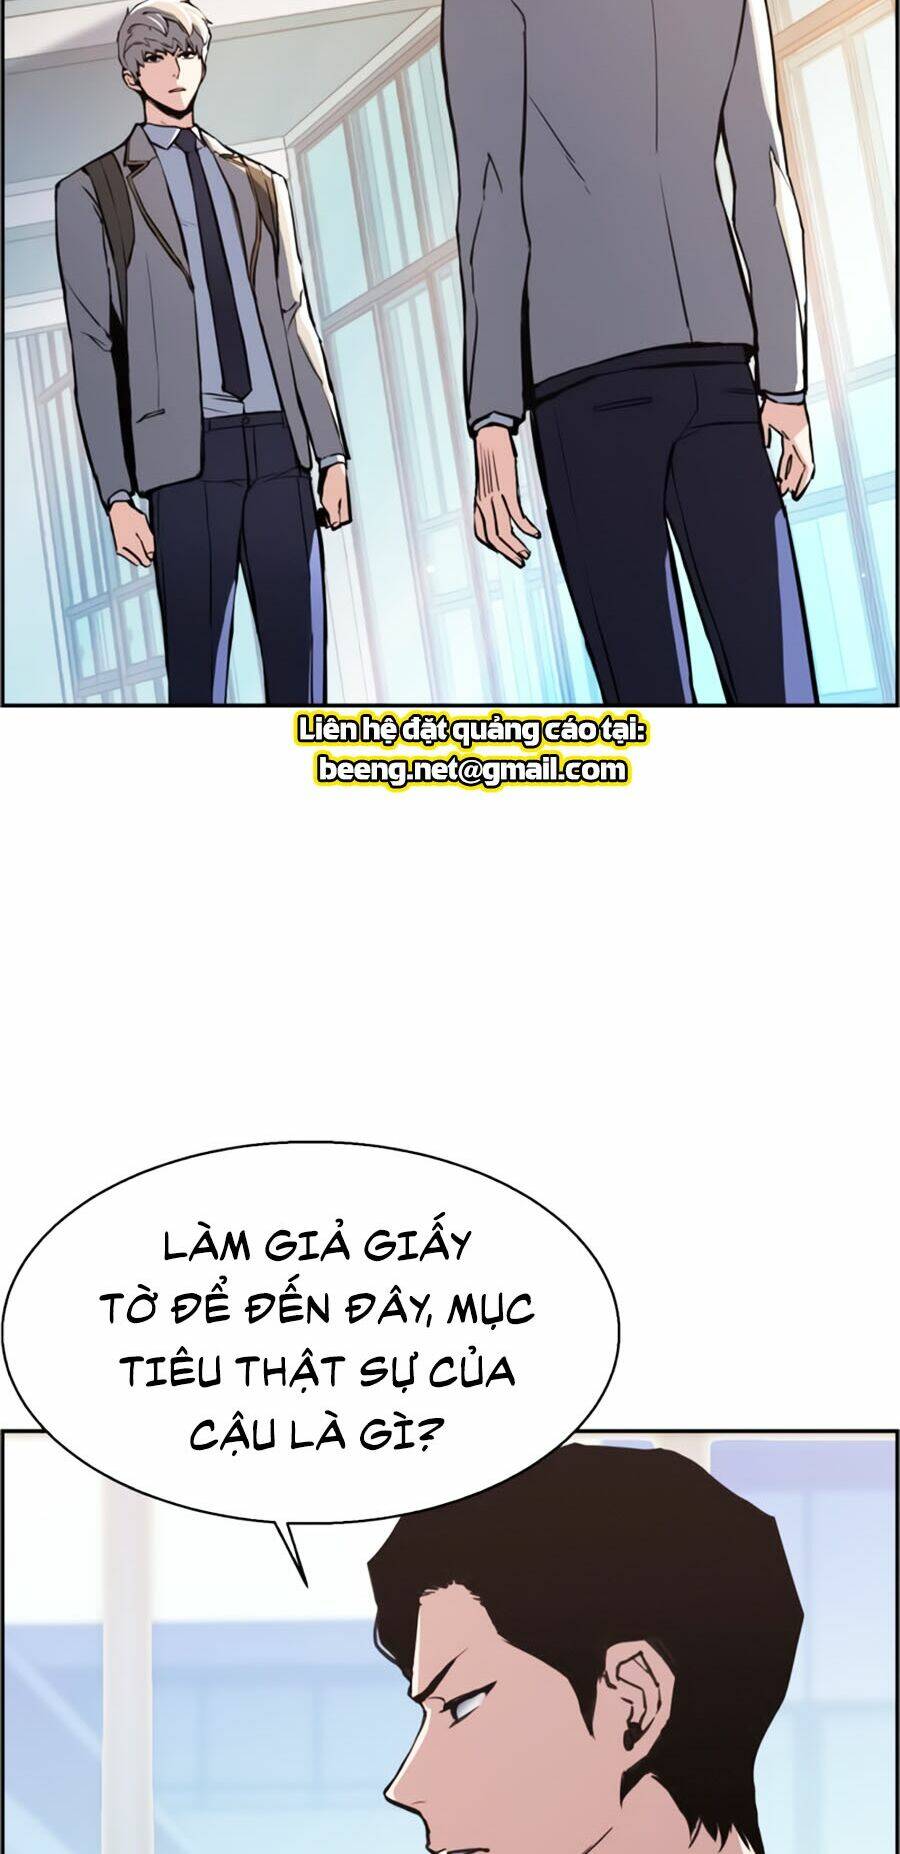 Liên hệ đặt quảng cáo tại:
beeng.net@gmail.com
LÀM GIẢ GIẤY
TỜ ĐỂ ĐẾN ĐÂY, MỤC
TIÊU THẬT SỰ CỦA
CẬU LÀ GÌ?